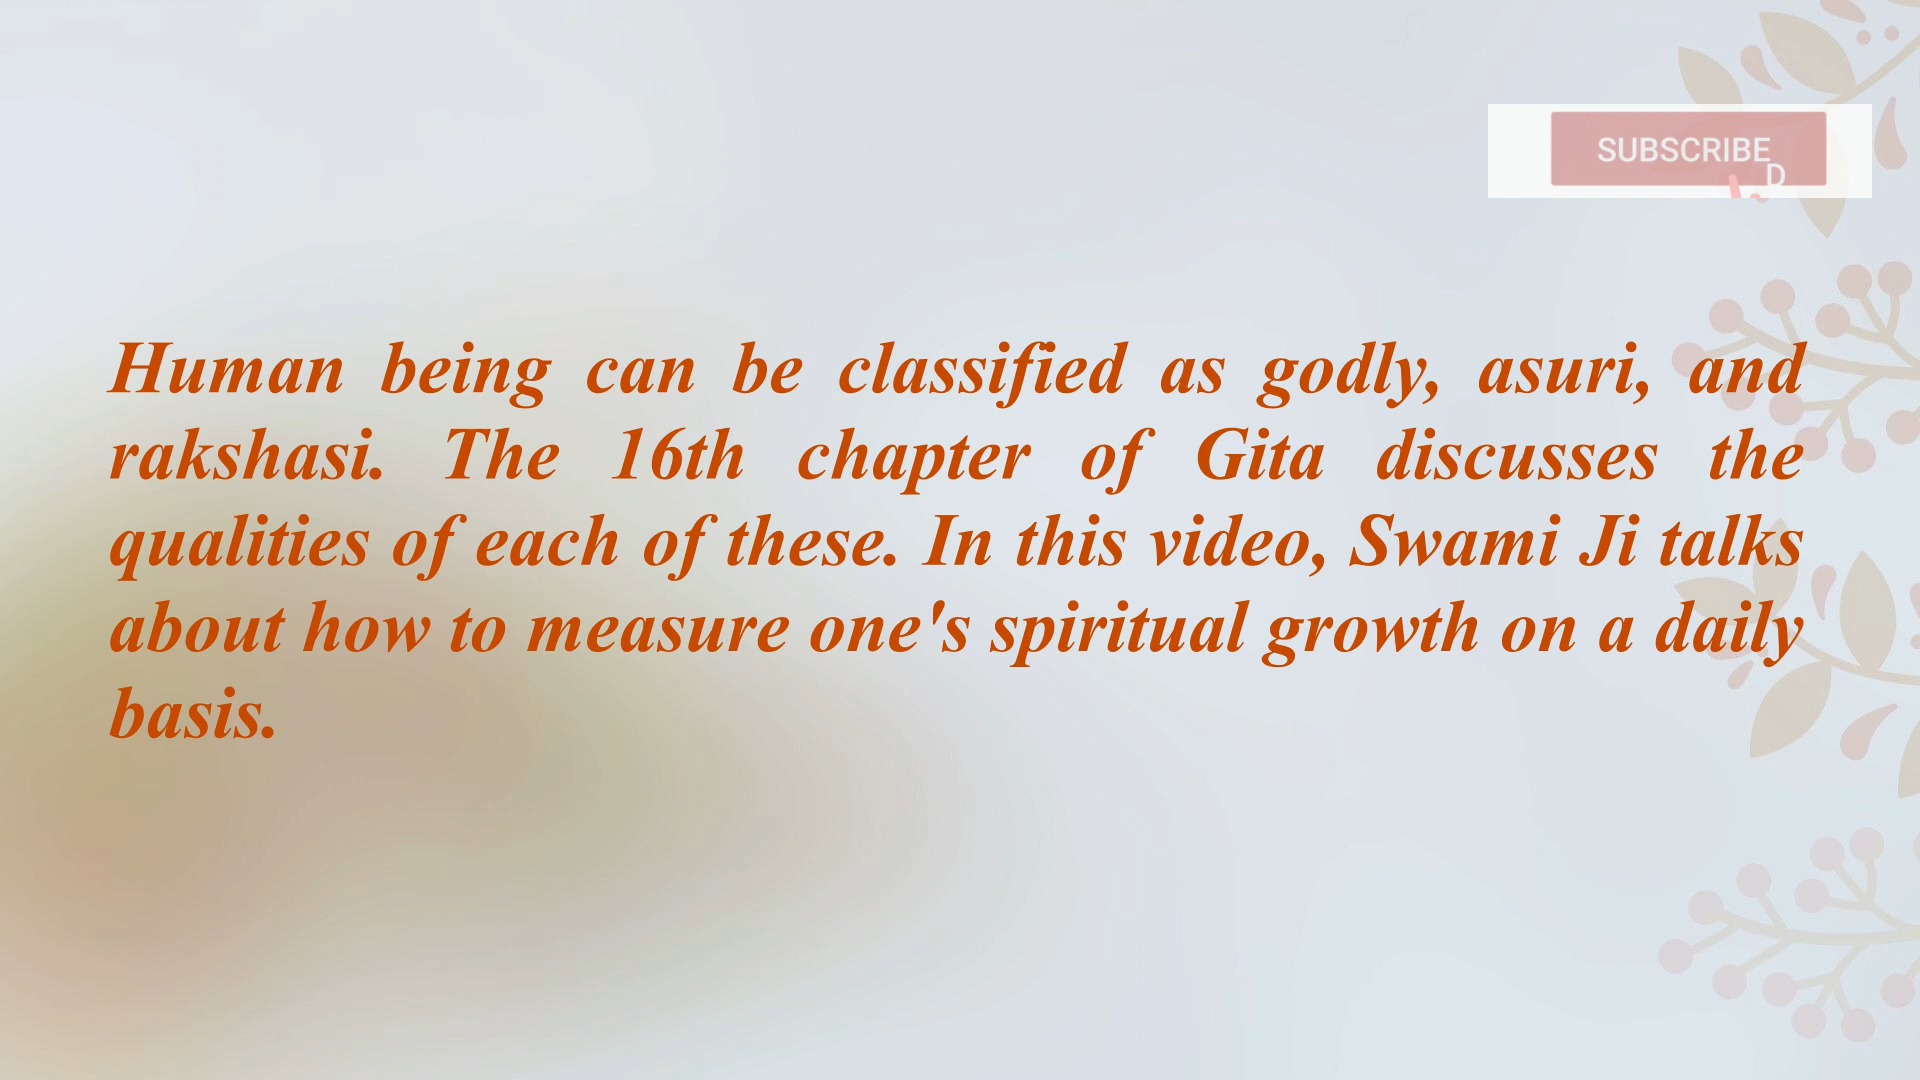 SUBSCRIBE
D
Human being can be classified as godly, asuri, and
rakshasi. The 16th chapter of Gita discusses the
qualities of each of these. In this video, Swami Ji talks
about how to measure one's spiritual growth on a daily
basis.